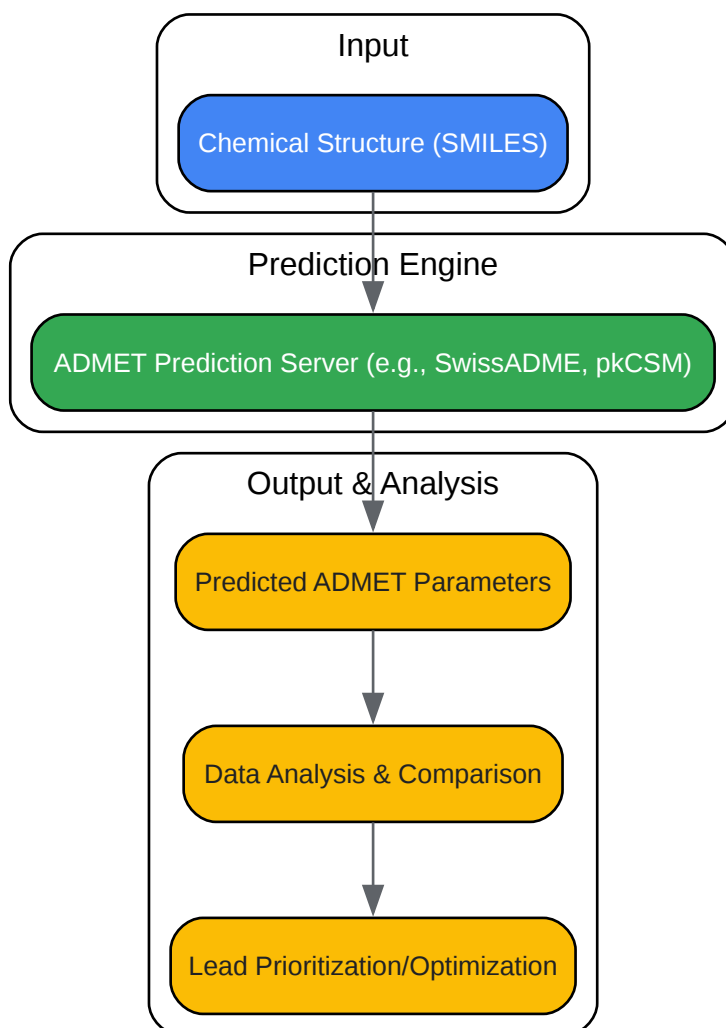 Input
Chemical Structure (SMILES)
Prediction Engine
ADMET Prediction Server (e.g., SwissADME, pkCSM)
Output & Analysis
Predicted ADMET Parameters
Data Analysis & Comparison
Lead Prioritization/Optimization